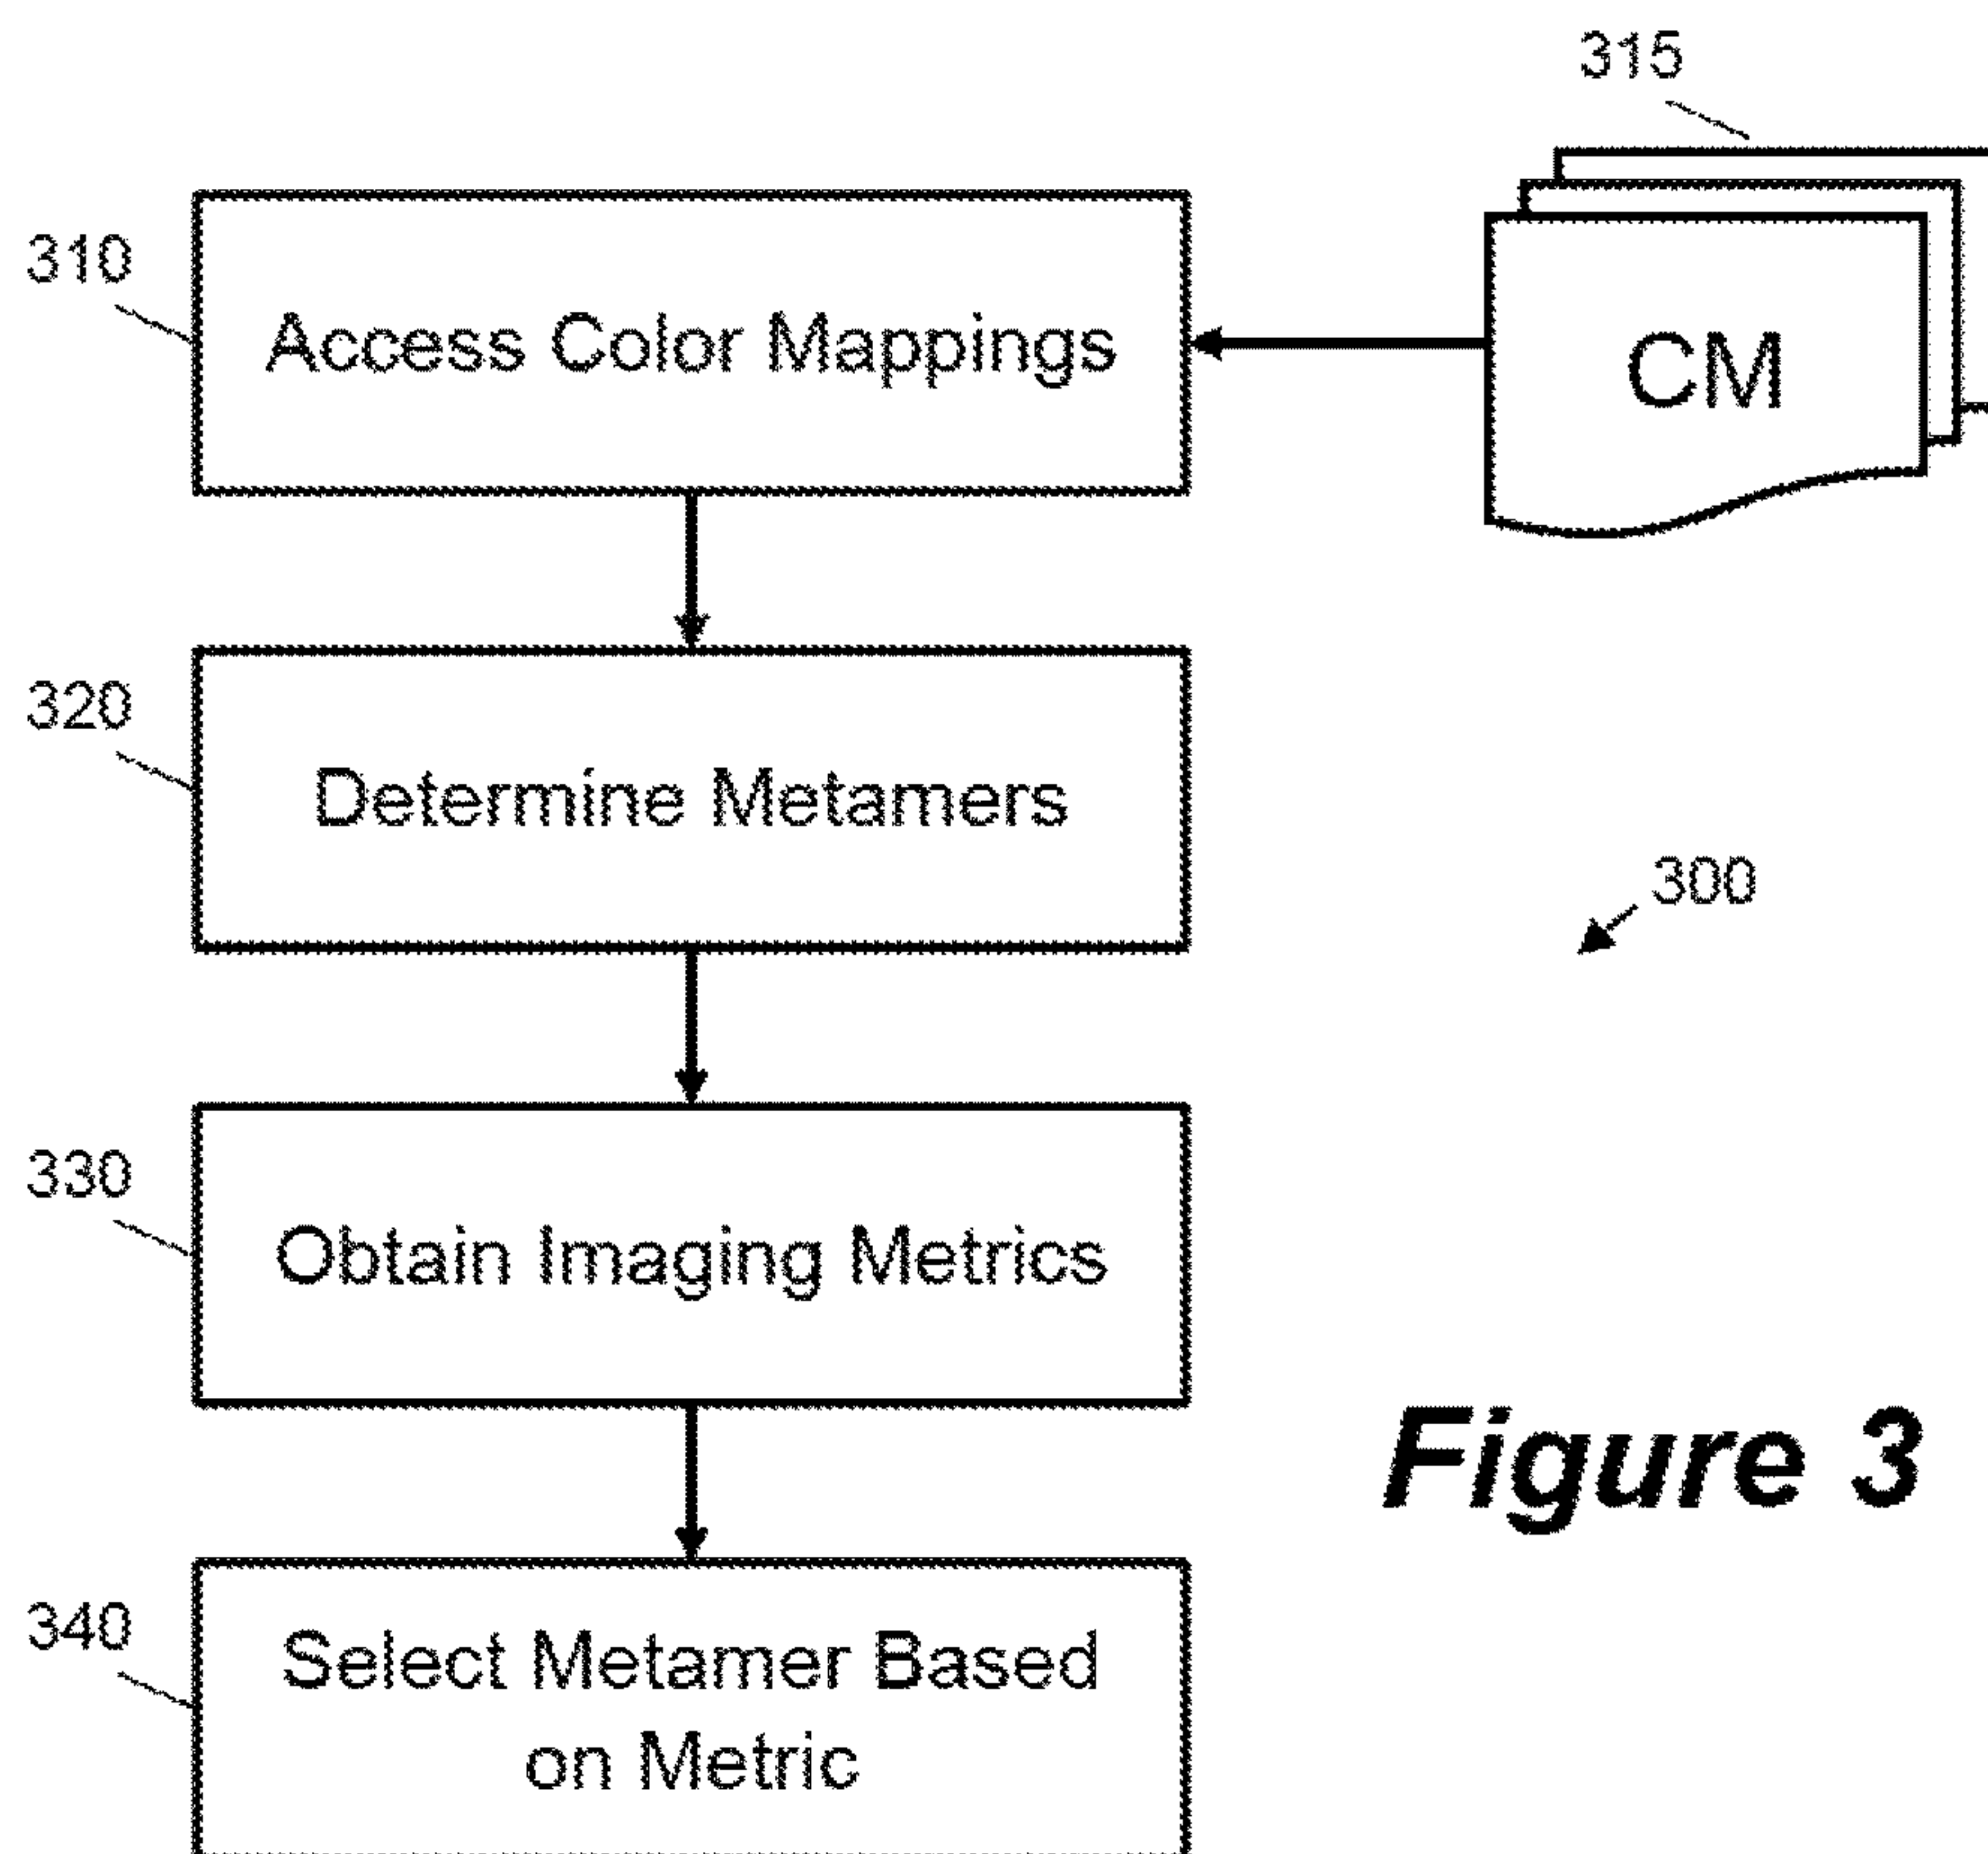 315
310
Access Color Mappings
CM
320
Determine Metamers
300
330
Obtain Imaging Metrics
Figure 3
340
Select Metamer Based
on Metric